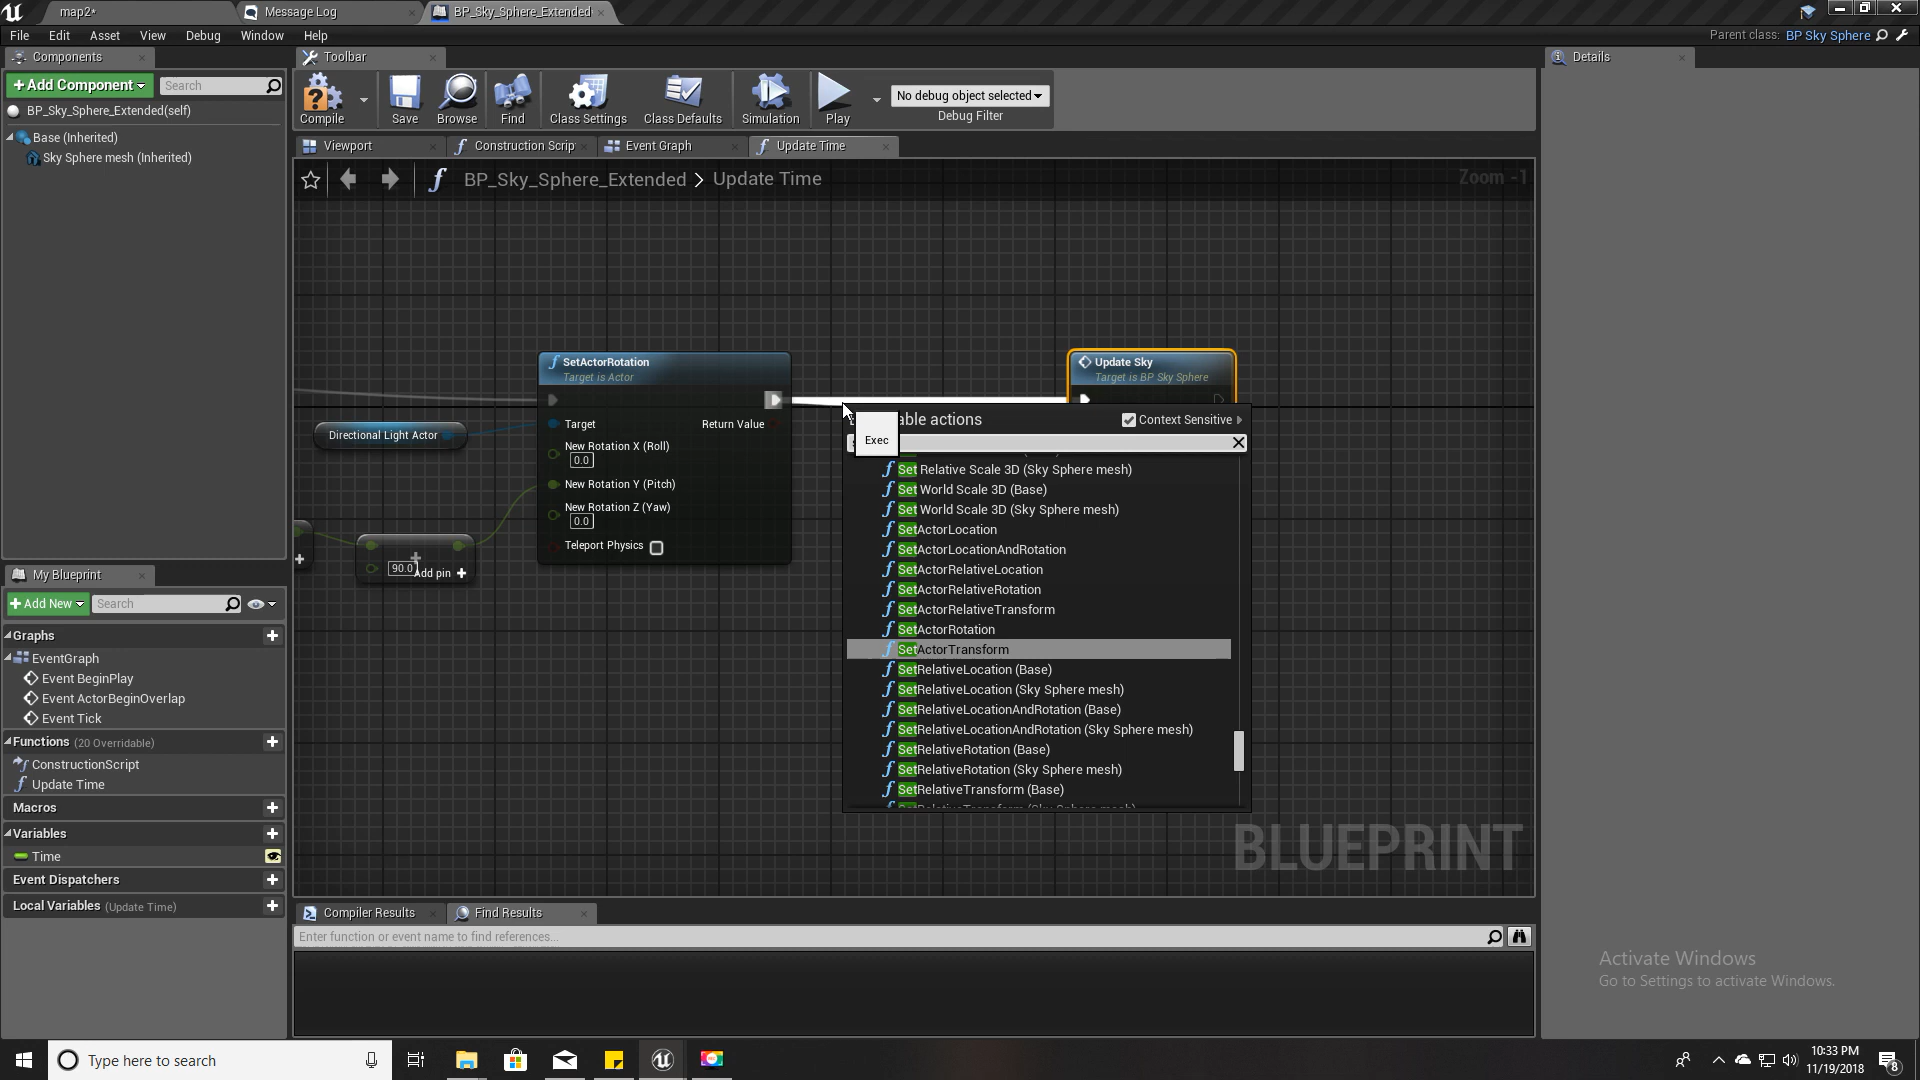 map2*
Message Log
BP_Sky_Sphere_Extended
File Edit Asset View Debug Window Help
Parent class: BP Sky Sphere
Components
Toolbar
Details
+Add Component
Search
BP_Sky_Sphere_Extended(self)
Base (Inherited)
Sky Sphere mesh (Inherited)
Compile
Save
Browse
Find
Class Settings
Class Defaults
Simulation
Play
No debug object selected
Debug Filter
Viewport
Construction Scrip
Event Graph
Update Time
BP_Sky_Sphere_Extended > Update Time
Zoom -1
SetActorRotation
Target is Actor
Target
Return Value
New Rotation X (Roll)
0.0
New Rotation Y (Pitch)
New Rotation Z (Yaw)
0.0
Teleport Physics
Directional Light Actor
90.0
Add pin +
Update Sky
Target is BP Sky Sphere
able actions
Context Sensitive
Exec
Set Relative Scale 3D (Sky Sphere mesh)
Set World Scale 3D (Base)
Set World Scale 3D (Sky Sphere mesh)
SetActorLocation
SetActorLocationAndRotation
SetActorRelativeLocation
SetActorRelativeRotation
SetActorRelativeTransform
SetActorRotation
SetActorTransform
SetRelativeLocation (Base)
SetRelativeLocation (Sky Sphere mesh)
SetRelativeLocationAndRotation (Base)
SetRelativeLocationAndRotation (Sky Sphere mesh)
SetRelativeRotation (Base)
SetRelativeRotation (Sky Sphere mesh)
SetRelativeTransform (Base)
SetRelativeTransform (Sky Sphere mesh)
BLUEPRINT
My Blueprint
+Add New
Search
Graphs
EventGraph
Event BeginPlay
Event ActorBeginOverlap
Event Tick
Functions (20 Overridable)
ConstructionScript
Update Time
Macros
Variables
Time
Event Dispatchers
Local Variables (Update Time)
Compiler Results
Find Results
Enter function or event name to find references...
Activate Windows
Go to Settings to activate Windows.
Type here to search
10:33 PM
11/19/2018
8